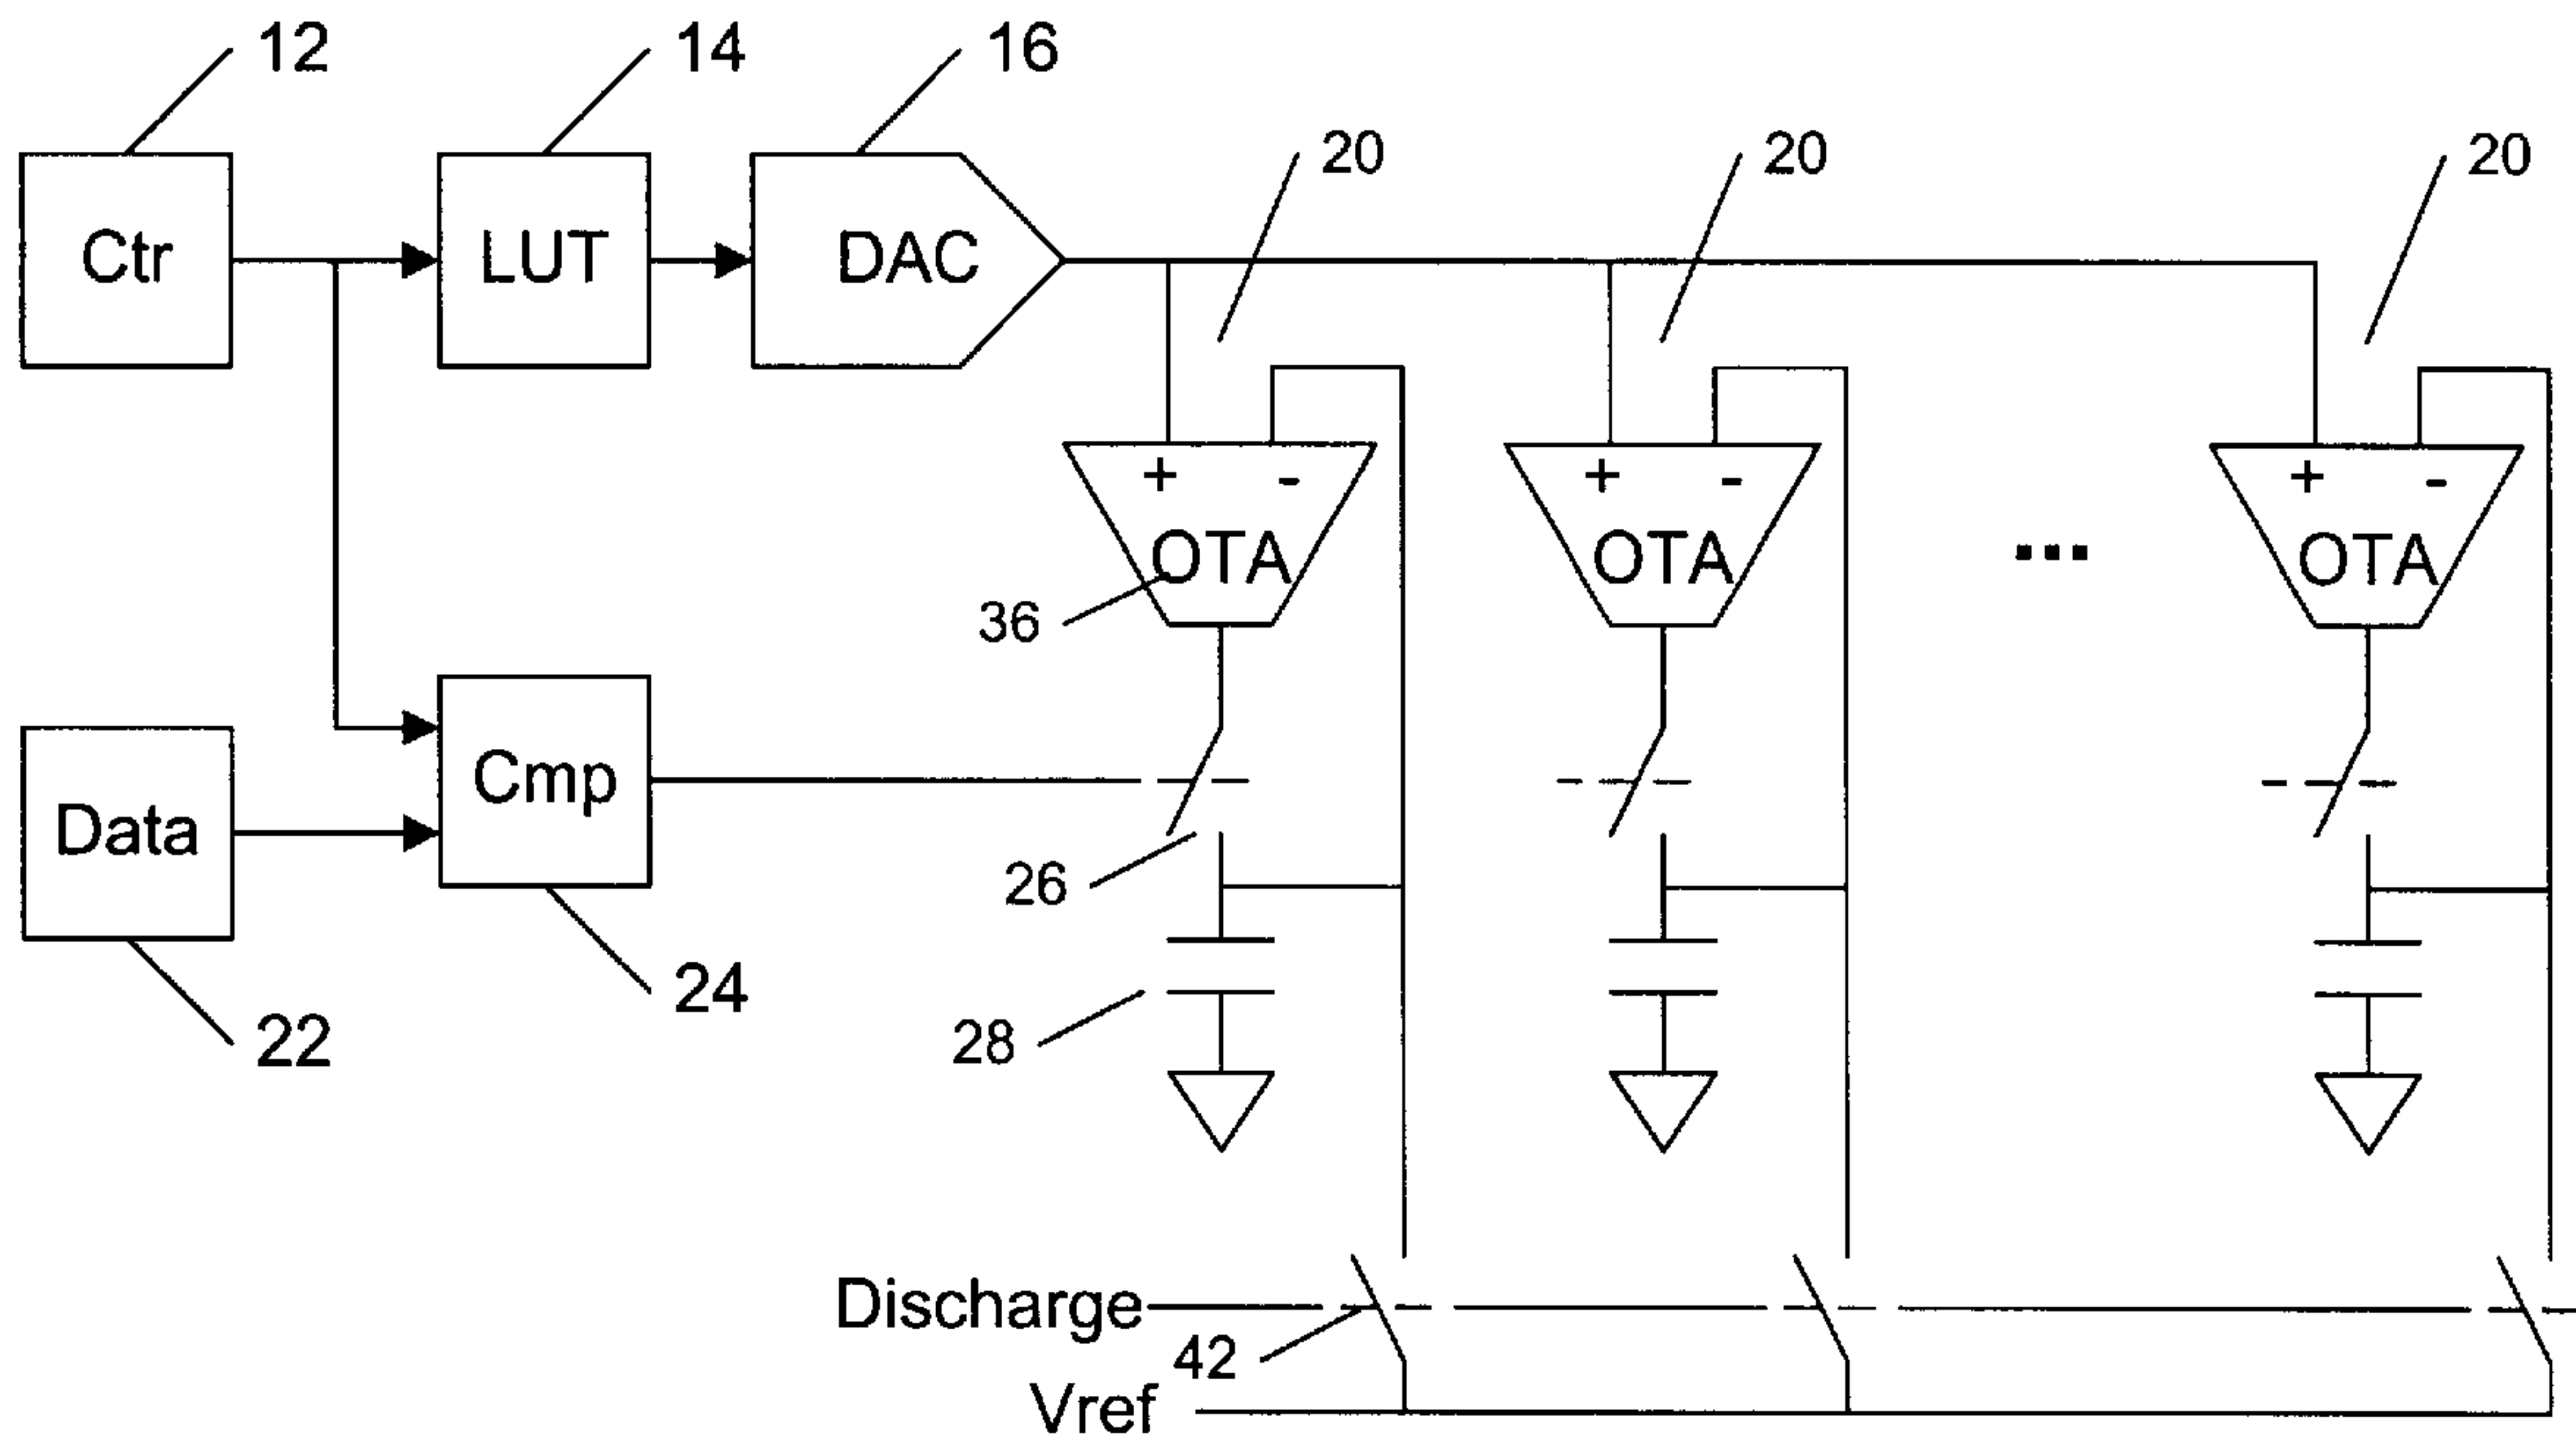 12
14
16
20
20
20
Ctr
LUT
DAC
+ -
+ -
+ -
OTA
OTA
...
OTA
36
Cmp
Data
26
24
22
28
Discharge
42
Vref